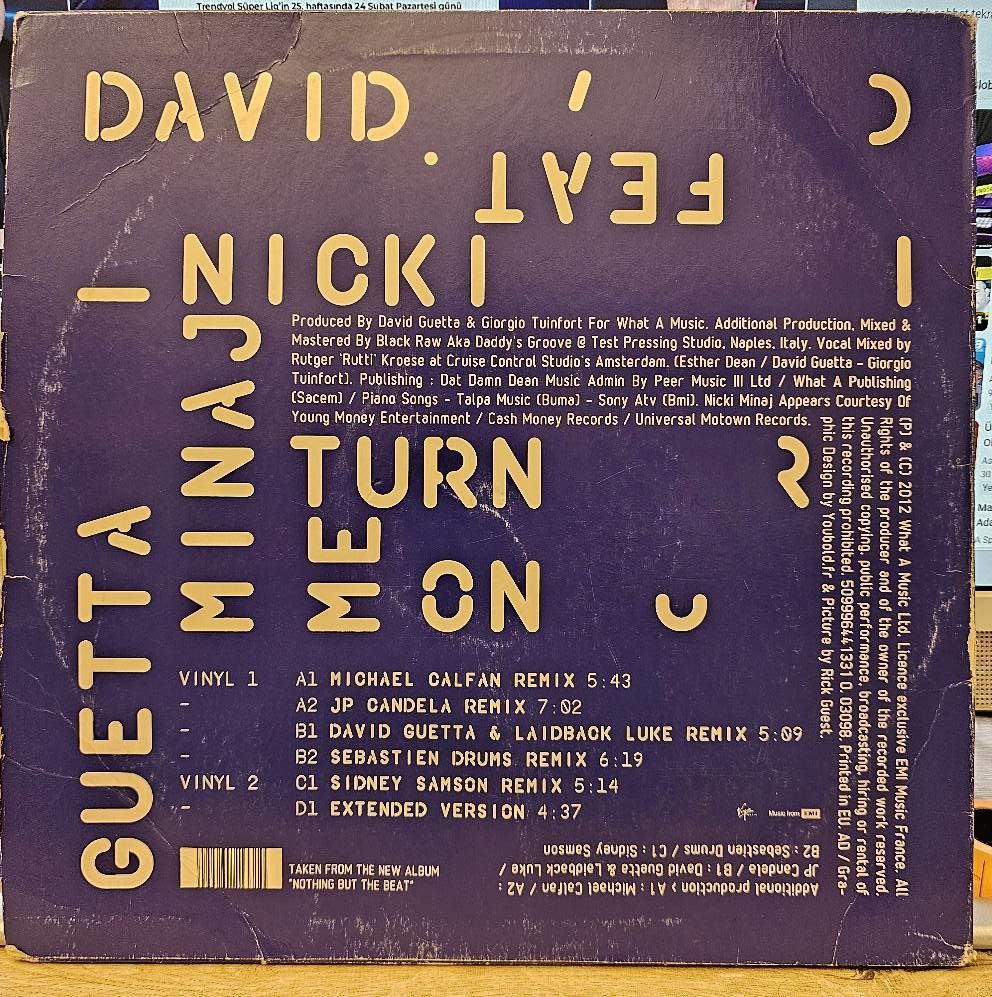 Trendyol Süper Lig'in 25. haftasında 24 Şubat Pazartesi günü
DAVID
GUETTA
FEAT
NICKI
MINAJ
Produced By David Guetta & Giorgio Tuinfort For What A Music. Additional Production, Mixed &
Mastered By Black Raw Aka Daddy's Groove @ Test Pressing Studio, Naples, Italy. Vocal Mixed by
Rutger 'Rutti' Kroese at Cruise Control Studio's Amsterdam. (Esther Dean / David Guetta - Giorgio
Tuinfort). Publishing : Dat Damn Dean Music Admin By Peer Music III Ltd / What A Publishing
(Sacem) / Piano Songs - Talpa Music (Buma) - Sony Atv (Bmi). Nicki Minaj Appears Courtesy Of
Young Money Entertainment / Cash Money Records / Universal Motown Records.
(P) & (C) 2012 What A Music Ltd, Licence exclusive EMI Music France. All
Rights of the producer and of the owner of the recorded work reserved.
Unauthorised copying, public performance, broadcasting, hiring or rental of
this recording prohibited. 5099964413310. 03098. Printed in EU. AD / Gra-
phic Design by Youbold.fr & Picture by Rick Guest.
TURN
ME
ON
VINYL 1 A1 MICHAEL CALFAN REMIX 5:43
- A2 JP CANDELA REMIX 7:02
- B1 DAVID GUETTA & LAIDBACK LUKE REMIX 5:09
- B2 SEBASTIEN DRUMS REMIX 6:19
VINYL 2 C1 SIDNEY SAMSON REMIX 5:14
- D1 EXTENDED VERSION 4:37
Virgin
Music from EMI
TAKEN FROM THE NEW ALBUM
"NOTHING BUT THE BEAT"
Additional production > A1 : Michael Calfan / A2 :
JP Candela / B1 : David Guetta & Laidback Luke /
B2 : Sebastien Drums / C1 : Sidney Samson